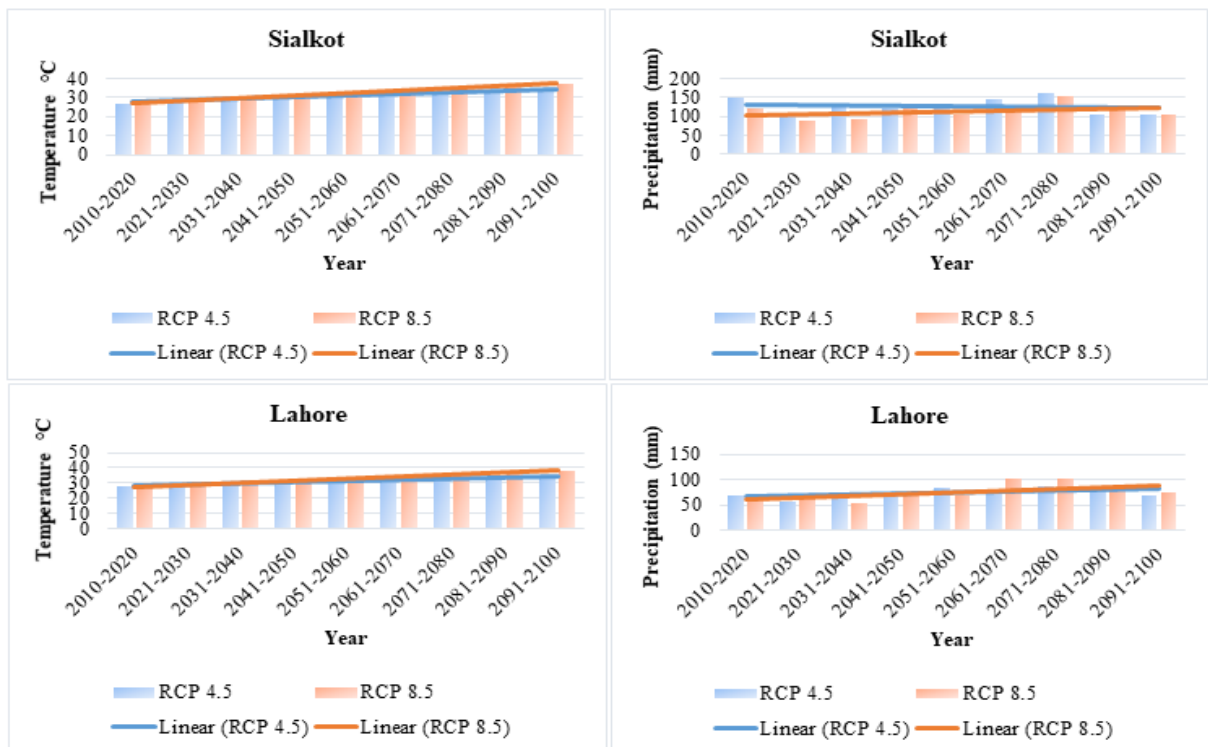 Sialkot
Temperature °C
40
30
20
10
0
2010-2020
2021-2030
2031-2040
2041-2050
2051-2060
2061-2070
2071-2080
2081-2090
2091-2100
Year
RCP 4.5
RCP 8.5
Linear (RCP 4.5)
Linear (RCP 8.5)
Sialkot
Precipitation (mm)
200
150
100
50
0
2010-2020
2021-2030
2031-2040
2041-2050
2051-2060
2061-2070
2071-2080
2081-2090
2091-2100
Year
RCP 4.5
RCP 8.5
Linear (RCP 4.5)
Linear (RCP 8.5)
Lahore
Temperature °C
50
40
30
20
10
0
2010-2020
2021-2030
2031-2040
2041-2050
2051-2060
2061-2070
2071-2080
2081-2090
2091-2100
Year
RCP 4.5
RCP 8.5
Linear (RCP 4.5)
Linear (RCP 8.5)
Lahore
Precipitation (mm)
150
100
50
0
2010-2020
2021-2030
2031-2040
2041-2050
2051-2060
2061-2070
2071-2080
2081-2090
2091-2100
Year
RCP 4.5
RCP 8.5
Linear (RCP 4.5)
Linear (RCP 8.5)